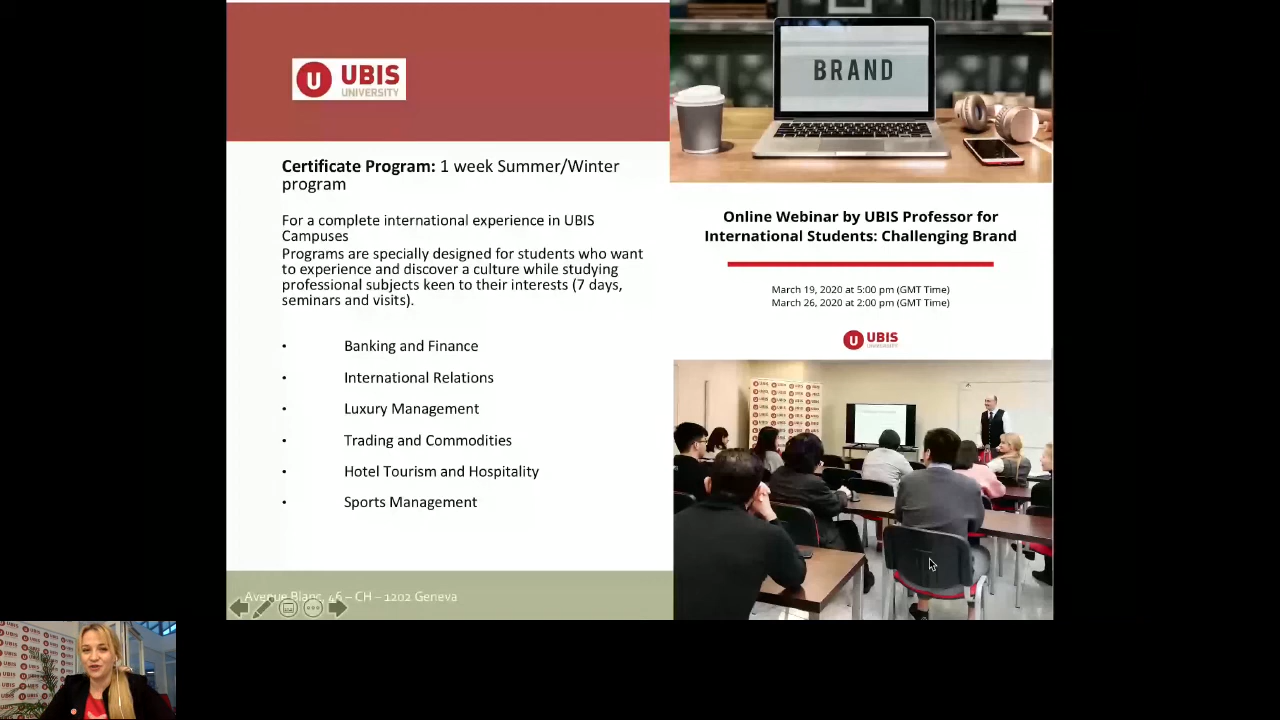 UBIS
UNIVERSITY
Certificate Program: 1 week Summer/Winter
program
For a complete international experience in UBIS
Campuses
Programs are specially designed for students who want
to experience and discover a culture while studying
professional subjects keen to their interests (7 days,
seminars and visits).
• Banking and Finance
• International Relations
• Luxury Management
• Trading and Commodities
• Hotel Tourism and Hospitality
• Sports Management
Avenue Blanc, 46 – CH – 1202 Geneva
BRAND
Online Webinar by UBIS Professor for
International Students: Challenging Brand
March 19, 2020 at 5:00 pm (GMT Time)
March 26, 2020 at 2:00 pm (GMT Time)
UBIS
UNIVERSITY